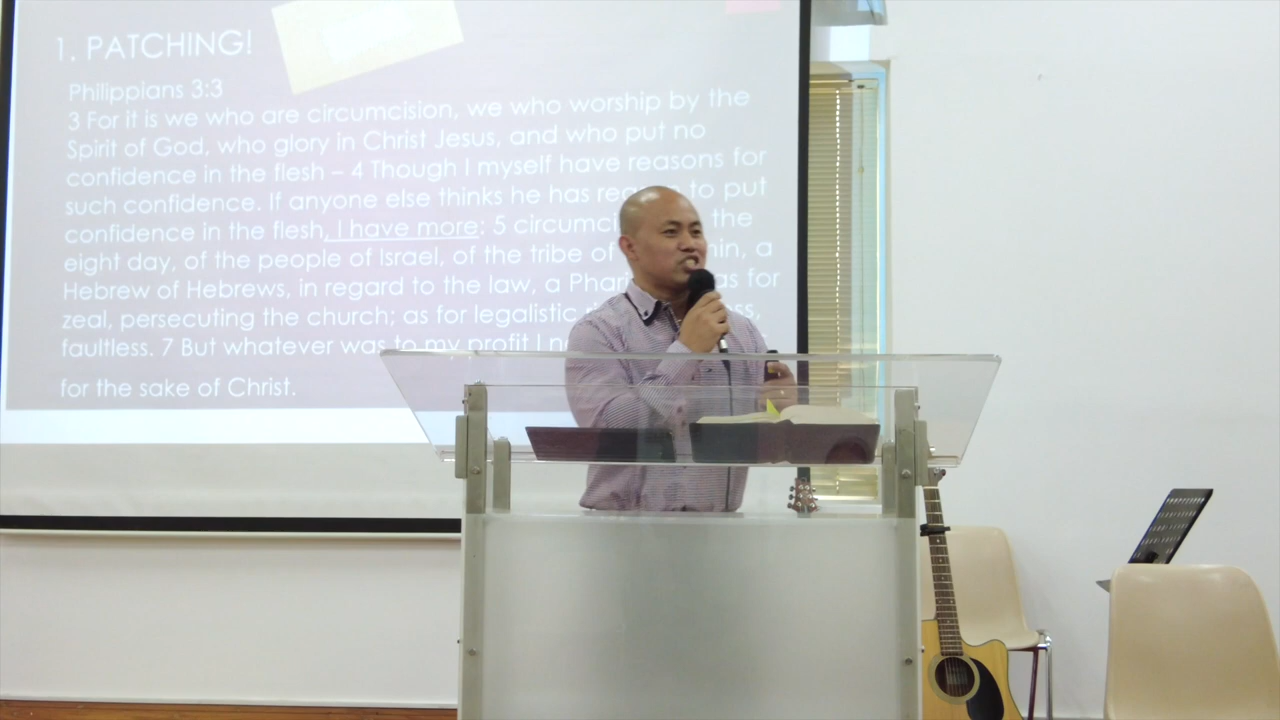 1. PATCHING!
Philippians 3:3
3 For it is we who are circumcision, we who worship by the
Spirit of God, who glory in Christ Jesus, and who put no
confidence in the flesh – 4 Though I myself have reasons for
such confidence. If anyone else thinks he has to put
confidence in the flesh, I have more: 5 the
eight day, of the people of Israel, of the tribe of a
Hebrew of Hebrews, in regard to the law, a as for
zeal, persecuting the church; as for legalistic
faultless. 7 But whatever was to my profit I
for the sake of Christ.